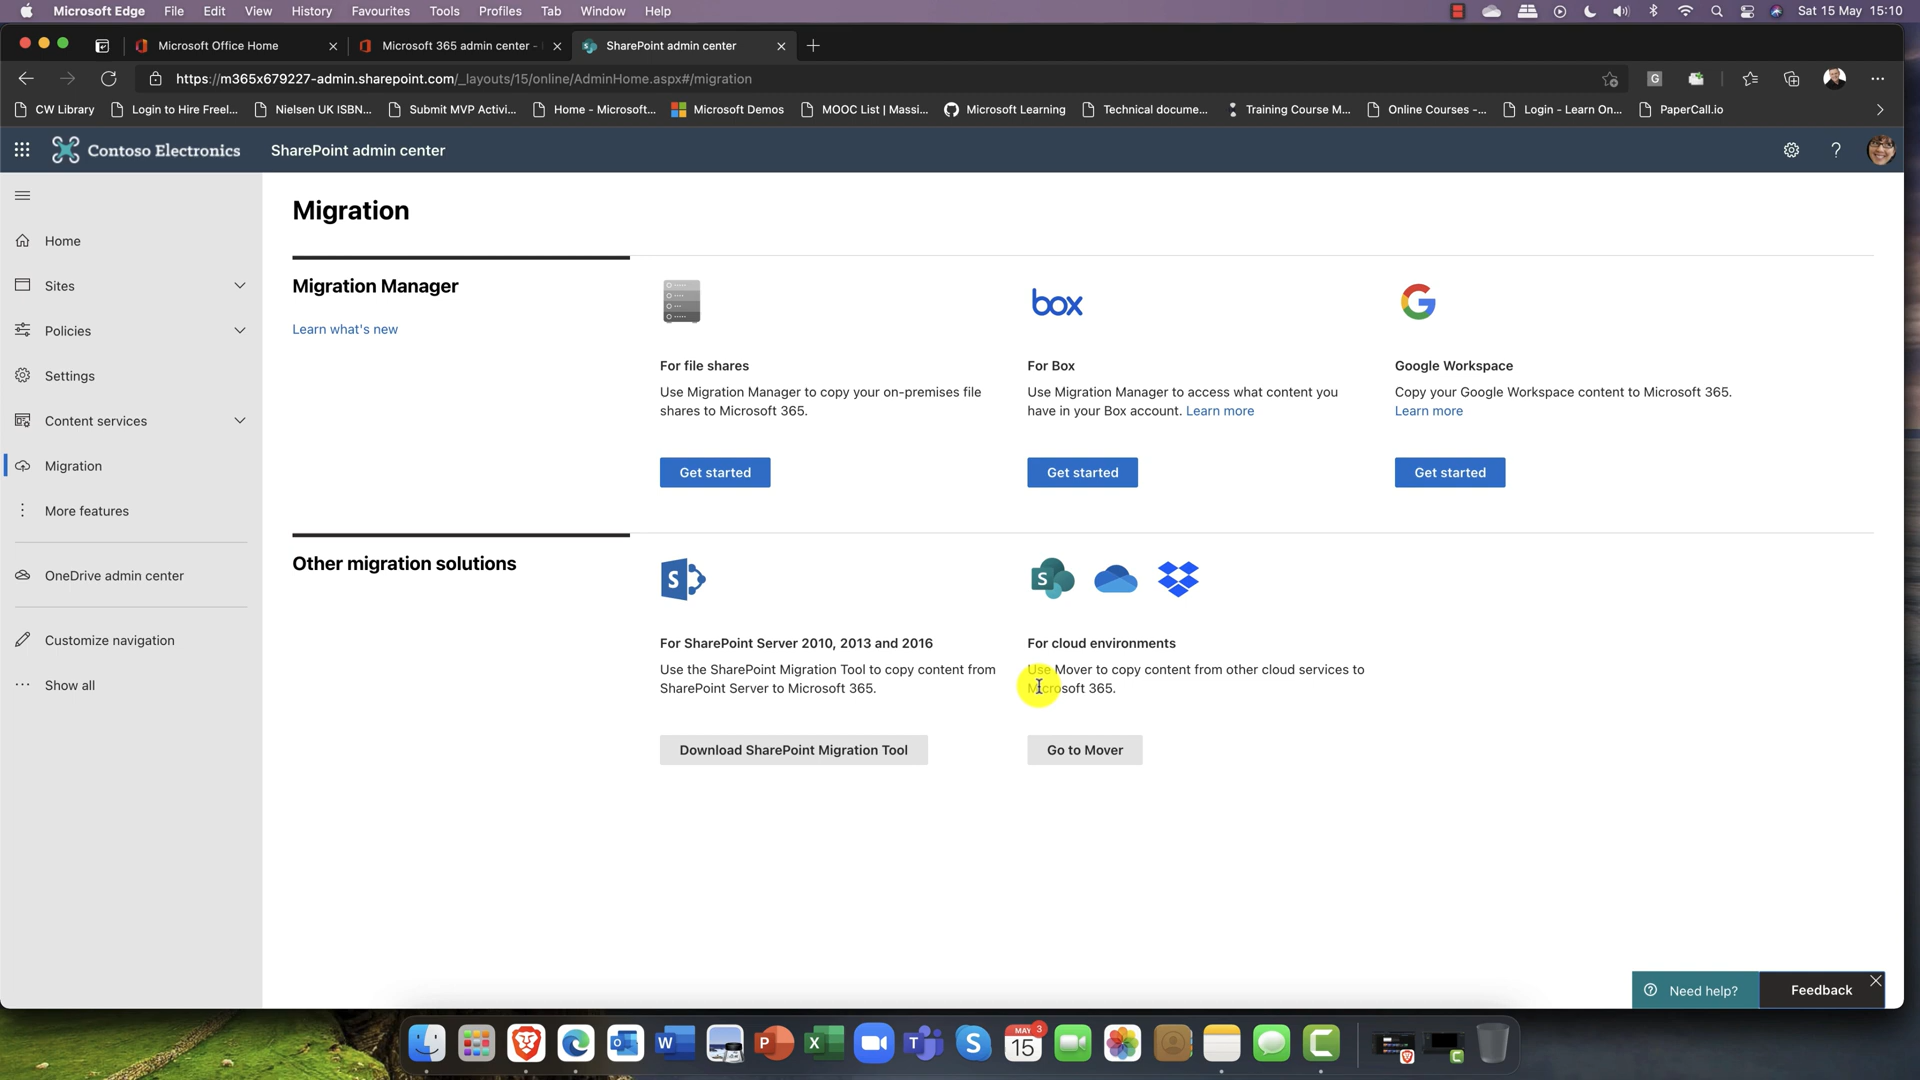 Microsoft Edge File Edit View History Favourites Tools Profiles Tab Window Help
Sat 15 May 15:10
Microsoft Office Home
Microsoft 365 admin center -
SharePoint admin center
https://m365x679227-admin.sharepoint.com/_layouts/15/online/AdminHome.aspx#/migration
G
CW Library
Login to Hire Freel...
Nielsen UK ISBN...
Submit MVP Activi...
Home - Microsoft...
Microsoft Demos
MOOC List | Massi...
Microsoft Learning
Technical docume...
Training Course M...
Online Courses -...
Login - Learn On...
PaperCall.io
Contoso Electronics
SharePoint admin center
?
Home
Sites
Policies
Settings
Content services
Migration
More features
OneDrive admin center
Customize navigation
Show all
Migration
Migration Manager
Learn what's new
For file shares
Use Migration Manager to copy your on-premises file
shares to Microsoft 365.
Get started
box
For Box
Use Migration Manager to access what content you
have in your Box account. Learn more
Get started
G
Google Workspace
Copy your Google Workspace content to Microsoft 365.
Learn more
Get started
Other migration solutions
S
For SharePoint Server 2010, 2013 and 2016
Use the SharePoint Migration Tool to copy content from
SharePoint Server to Microsoft 365.
Download SharePoint Migration Tool
S
For cloud environments
Use Mover to copy content from other cloud services to
Microsoft 365.
Go to Mover
Need help?
Feedback
W
P
X
MAY
3
15
T
S
C